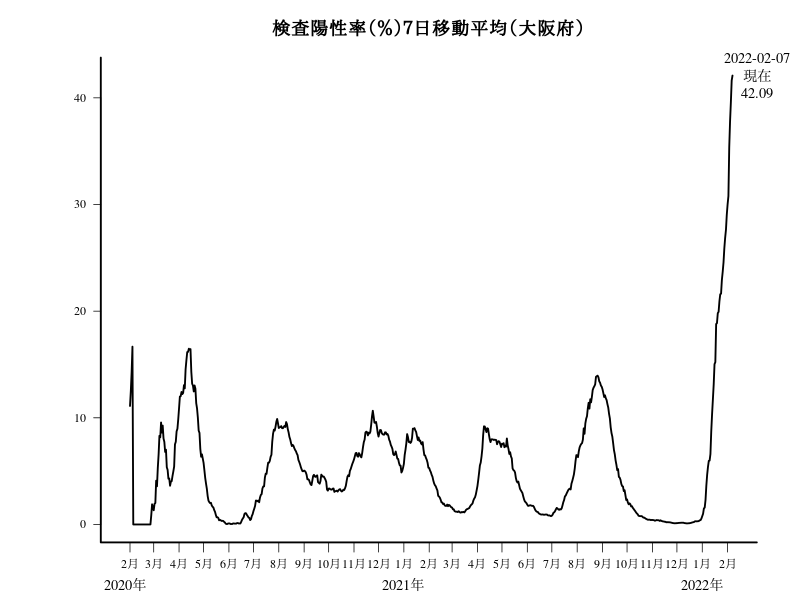 検査陽性率(%)7日移動平均(大阪府)
2022-02-07
現在
42.09
40
30
20
10
0
2月 3月 4月 5月 6月 7月 8月 9月 10月 11月 12月 1月 2月 3月 4月 5月 6月 7月 8月 9月 10月 11月 12月 1月 2月
2020年 2021年 2022年